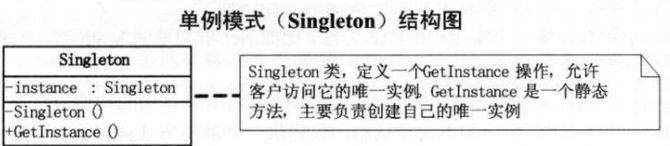 单例模式（Singleton）结构图
Singleton
-instance : Singleton
-Singleton()
+GetInstance()
Singleton 类，定义一个GetInstance 操作，允许
客户访问它的唯一实例。GetInstance 是一个静态
方法，主要负责创建自己的唯一实例